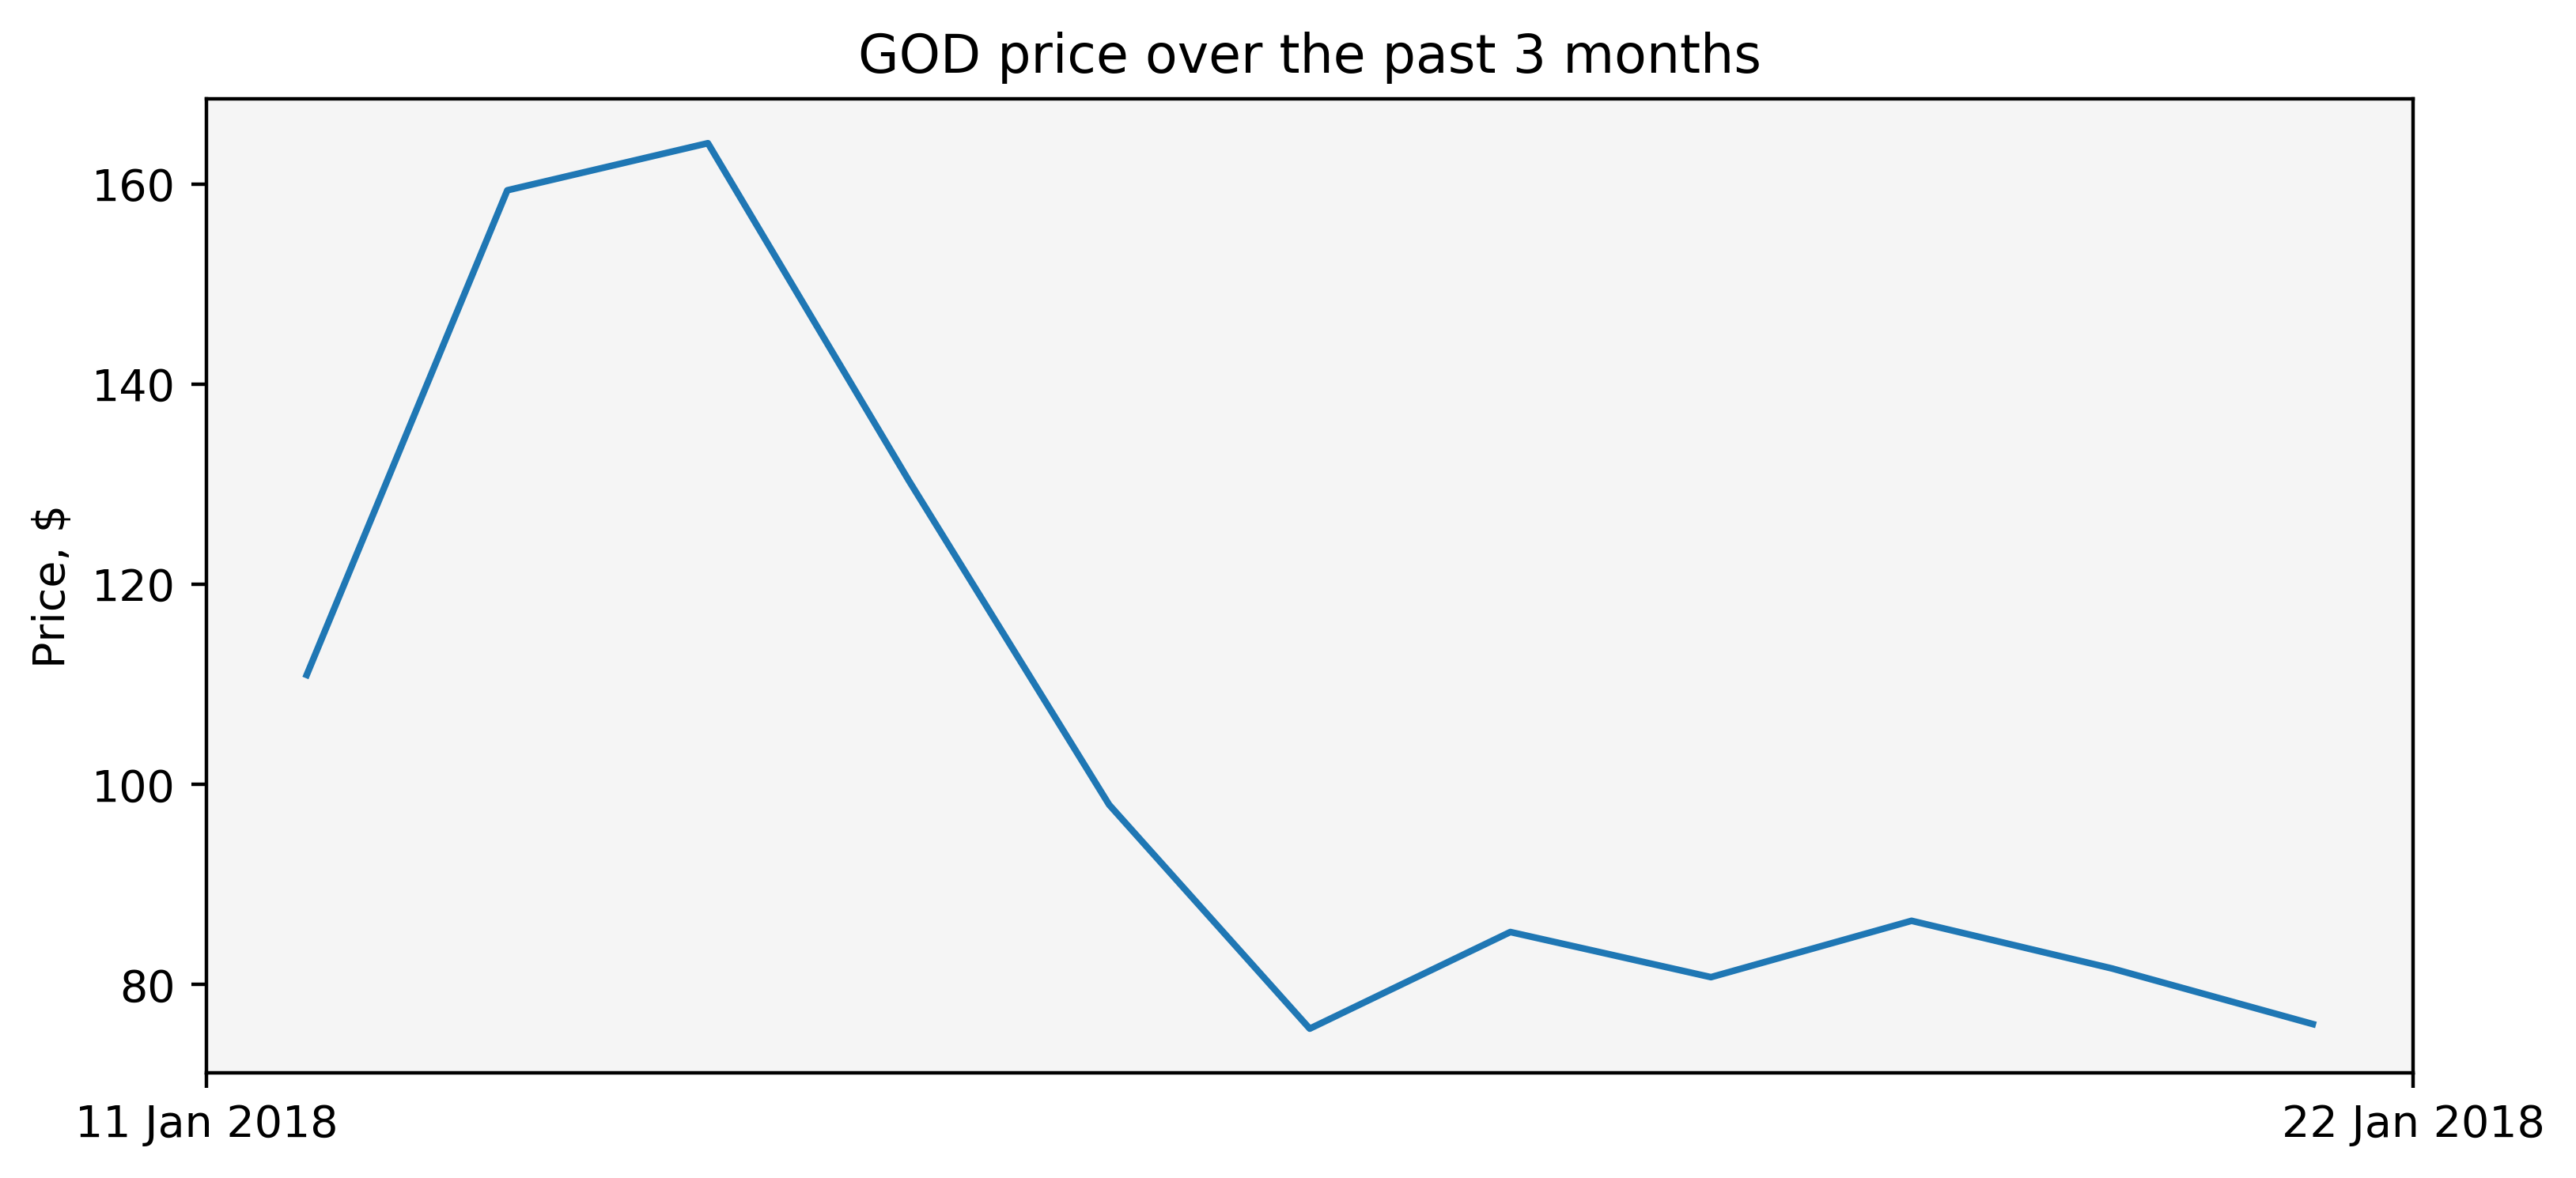 GOD price over the past 3 months
160
140
120
100
80
Price, $
11 Jan 2018
22 Jan 2018